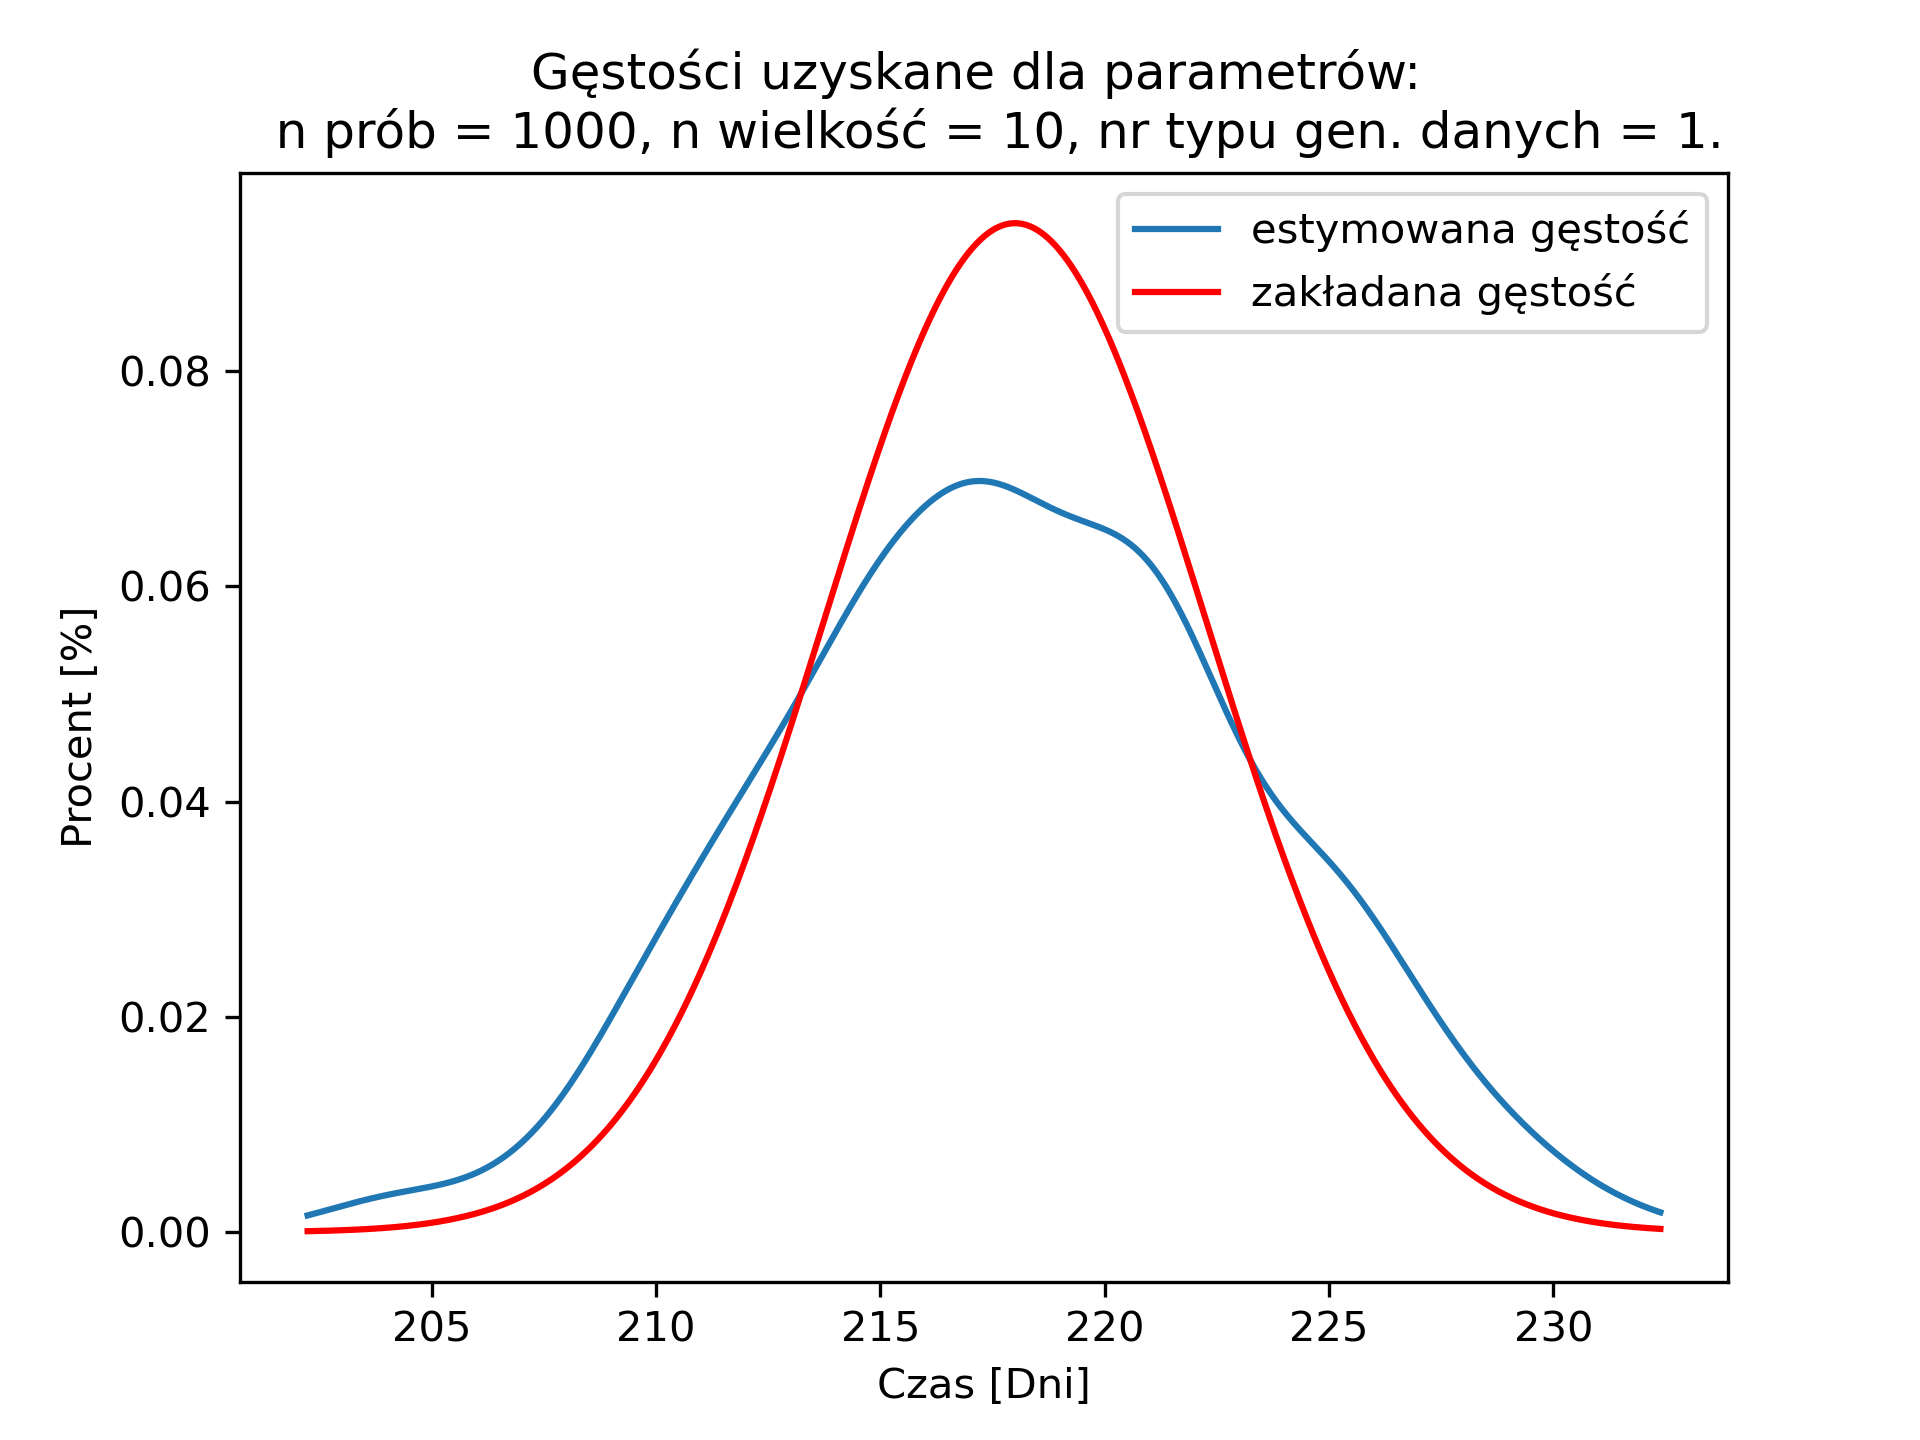 Gęstości uzyskane dla parametrów:
n prób = 1000, n wielkość = 10, nr typu gen. danych = 1.
estymowana gęstość
zakładana gęstość
0.08
0.06
0.04
0.02
0.00
Procent [%]
205 210 215 220 225 230
Czas [Dni]